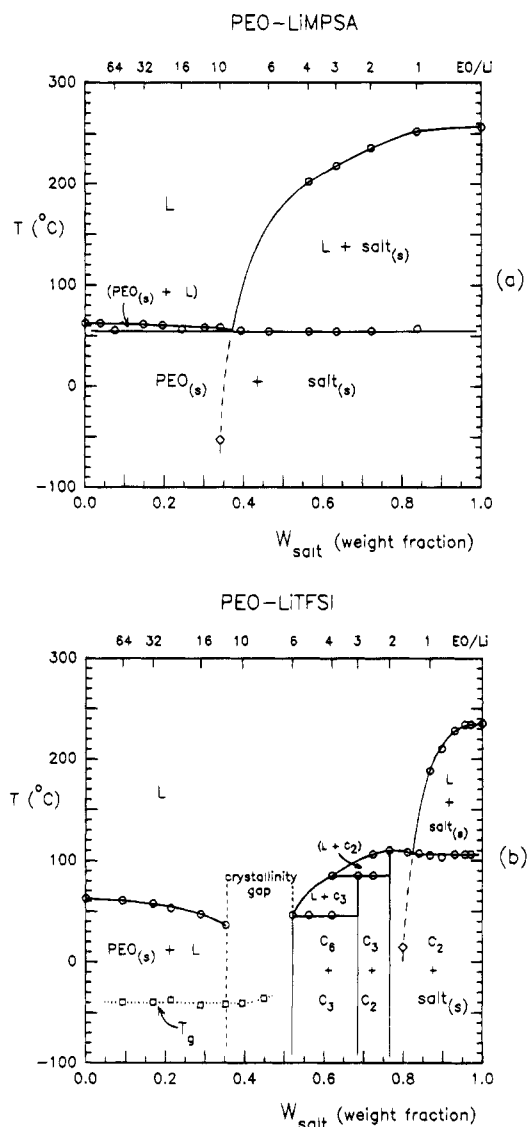 PEO-LiMPSA
64 32 16 10 6 4 3 2 1 EO/Li
300
200
T (°C)
100
0
-100
L
L + salt(s)
(PEO(s) + L)
PEO(s) + salt(s)
(a)
0.0 0.2 0.4 0.6 0.8 1.0
Wsalt (weight fraction)
PEO-LiTFSI
64 32 16 10 6 4 3 2 1 EO/Li
300
200
T (°C)
100
0
-100
L
L
+
salt(s)
(L + C2)
crystallinity
gap
L + C3
PEO(s) + L
C6
+
C3
C3
+
C2
C2
+
salt(s)
Tg
(b)
0.0 0.2 0.4 0.6 0.8 1.0
Wsalt (weight fraction)